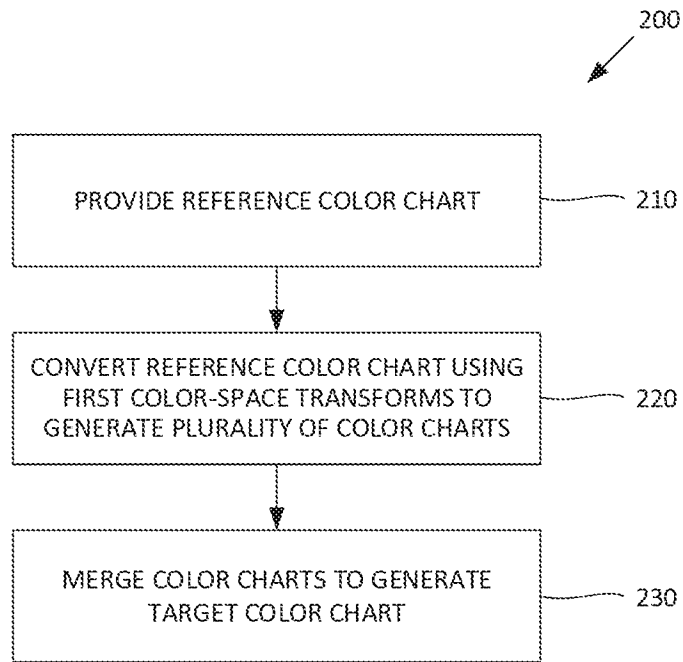 200
PROVIDE REFERENCE COLOR CHART
210
CONVERT REFERENCE COLOR CHART USING
FIRST COLOR-SPACE TRANSFORMS TO
GENERATE PLURALITY OF COLOR CHARTS
220
MERGE COLOR CHARTS TO GENERATE
TARGET COLOR CHART
230